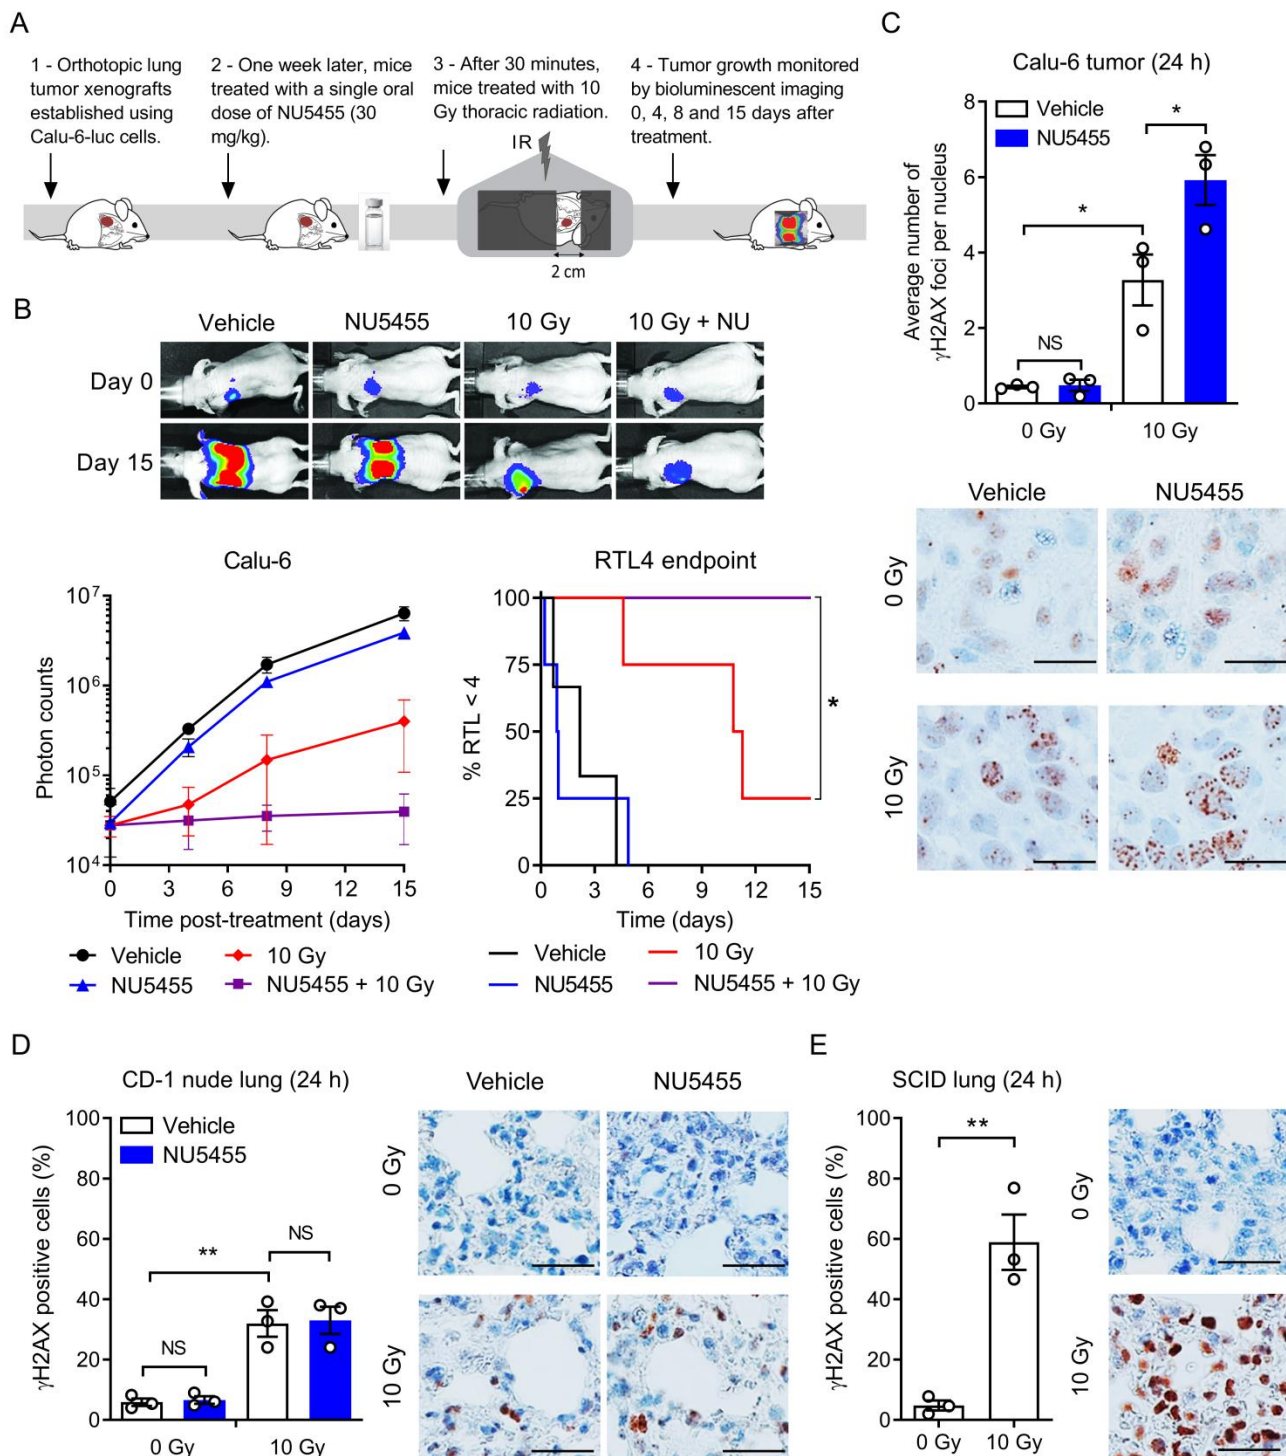 A
1 - Orthotopic lung
tumor xenografts
established using
Calu-6-luc cells.
2 - One week later, mice
treated with a single oral
dose of NU5455 (30
mg/kg).
3 - After 30 minutes,
mice treated with 10
Gy thoracic radiation.
4 - Tumor growth monitored
by bioluminescent imaging
0, 4, 8 and 15 days after
treatment.
IR
2 cm
B
Vehicle NU5455 10 Gy 10 Gy + NU
Day 0
Day 15
Calu-6
Photon counts
10⁷
10⁶
10⁵
10⁴
0 3 6 9 12 15
Time post-treatment (days)
Vehicle 10 Gy
NU5455 NU5455 + 10 Gy
RTL4 endpoint
% RTL < 4
100
75
50
25
0
*
0 3 6 9 12 15
Time (days)
Vehicle 10 Gy
NU5455 NU5455 + 10 Gy
C
Calu-6 tumor (24 h)
Vehicle
NU5455
Average number of
γH2AX foci per nucleus
8
6
4
2
0
*
*
NS
0 Gy 10 Gy
Vehicle NU5455
0 Gy
10 Gy
D
CD-1 nude lung (24 h)
Vehicle
NU5455
γH2AX positive cells (%)
100
80
60
40
20
0
NS
**
NS
0 Gy 10 Gy
Vehicle NU5455
0 Gy
10 Gy
E
SCID lung (24 h)
γH2AX positive cells (%)
100
80
60
40
20
0
**
0 Gy 10 Gy
0 Gy
10 Gy